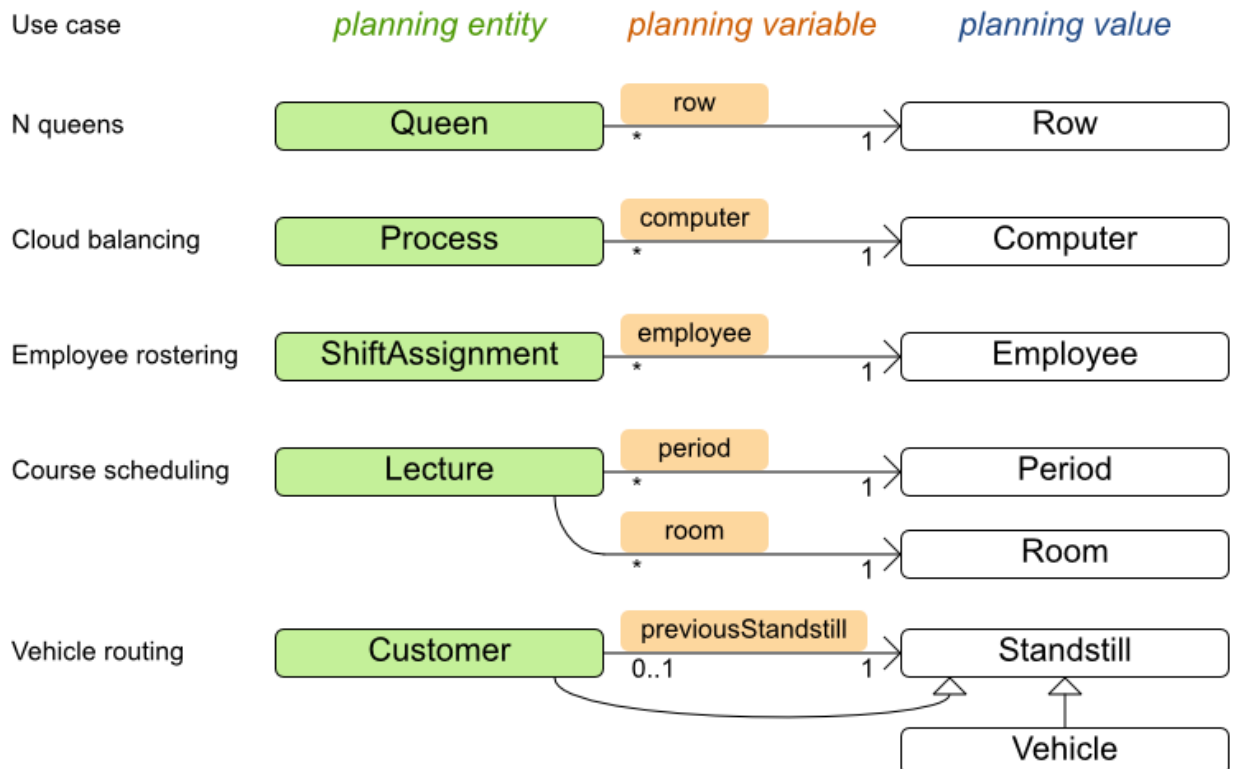 Use case planning entity planning variable planning value
row
N queens Queen Row
* 1
computer
Cloud balancing Process Computer
* 1
employee
Employee rostering ShiftAssignment Employee
* 1
period
Course scheduling Lecture Period
* 1
room
Room
* 1
previousStandstill
Vehicle routing Customer Standstill
0..1 1
Vehicle